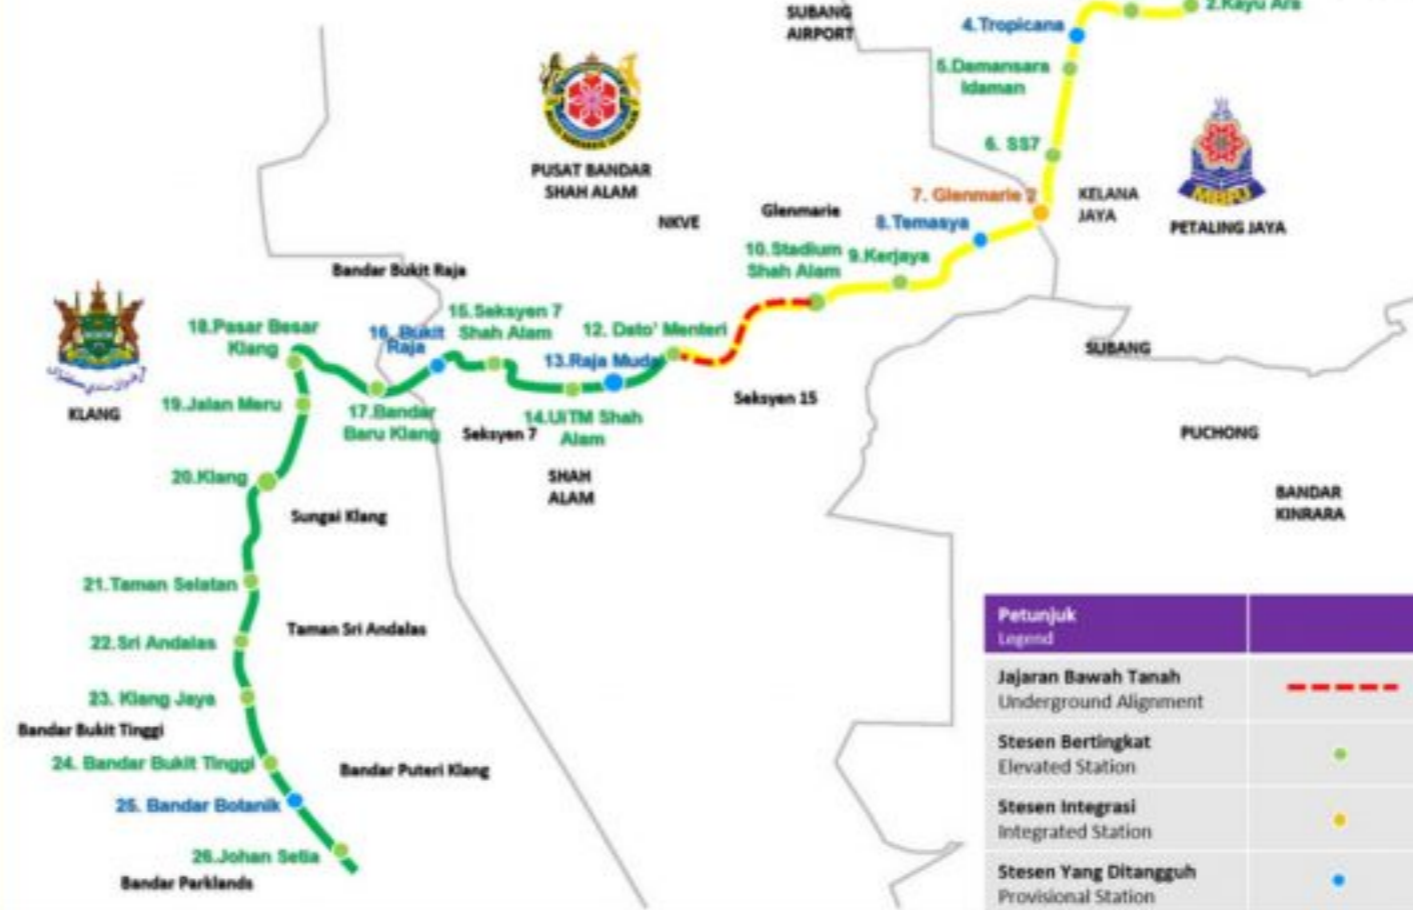 SUBANG
AIRPORT
2.Kayu Ara
4.Tropicana
5.Damansara
Idaman
6. SS7
7. Glenmarie 2
KELANA
JAYA
MBPJ
PETALING JAYA
PUSAT BANDAR
SHAH ALAM
NKVE
Glenmarie
8.Temasya
10.Stadium
Shah Alam
9.Kerjaya
Bandar Bukit Raja
15.Seksyen 7
Shah Alam
12. Dato' Menteri
16. Bukit
Raja
13.Raja Muda
18.Pasar Besar
Klang
KLANG
19.Jalan Meru
17.Bandar
Baru Klang
14.UiTM Shah
Alam
Seksyen 7
Seksyen 15
SUBANG
PUCHONG
20.Klang
SHAH
ALAM
BANDAR
KINRARA
Sungai Klang
21.Taman Selatan
Taman Sri Andalas
22.Sri Andalas
23. Klang Jaya
Bandar Bukit Tinggi
24. Bandar Bukit Tinggi
Bandar Puteri Klang
25. Bandar Botanik
26.Johan Setia
Bandar Parklands
Petunjuk
Legend
Jajaran Bawah Tanah
Underground Alignment
Stesen Bertingkat
Elevated Station
Stesen Integrasi
Integrated Station
Stesen Yang Ditangguh
Provisional Station